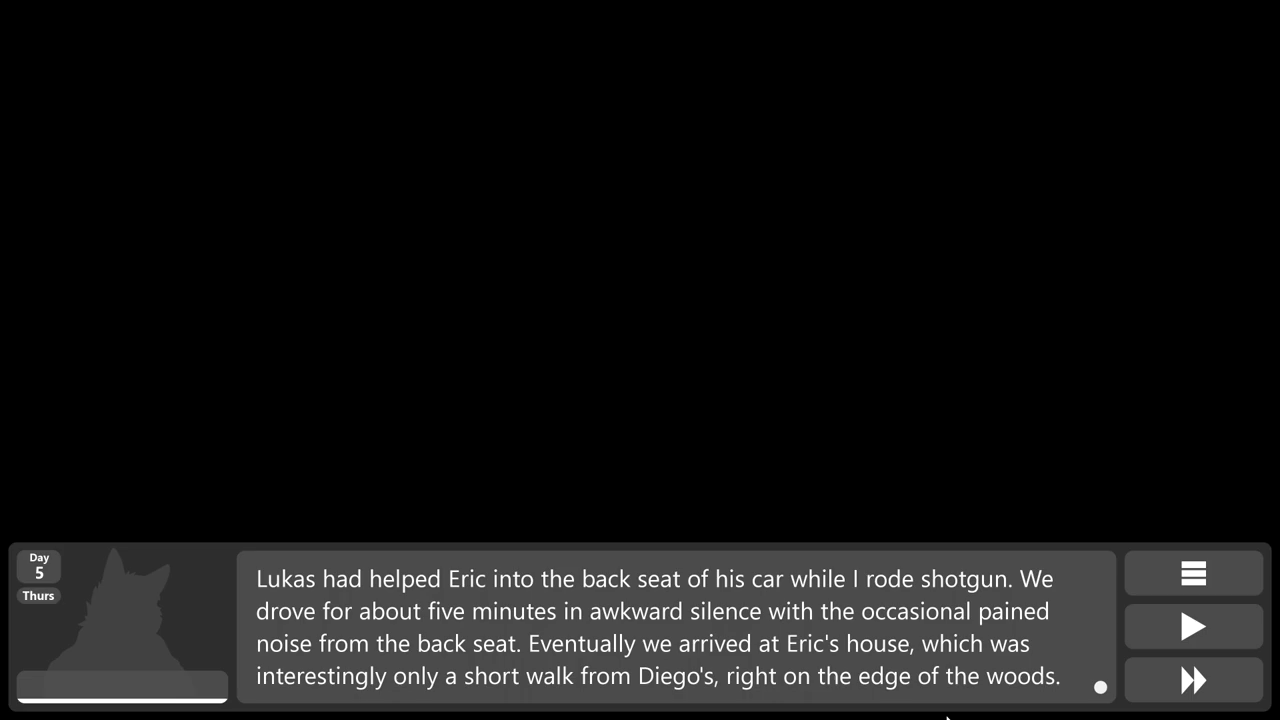 Day
5
Thurs
Lukas had helped Eric into the back seat of his car while I rode shotgun. We
drove for about five minutes in awkward silence with the occasional pained
noise from the back seat. Eventually we arrived at Eric's house, which was
interestingly only a short walk from Diego's, right on the edge of the woods.